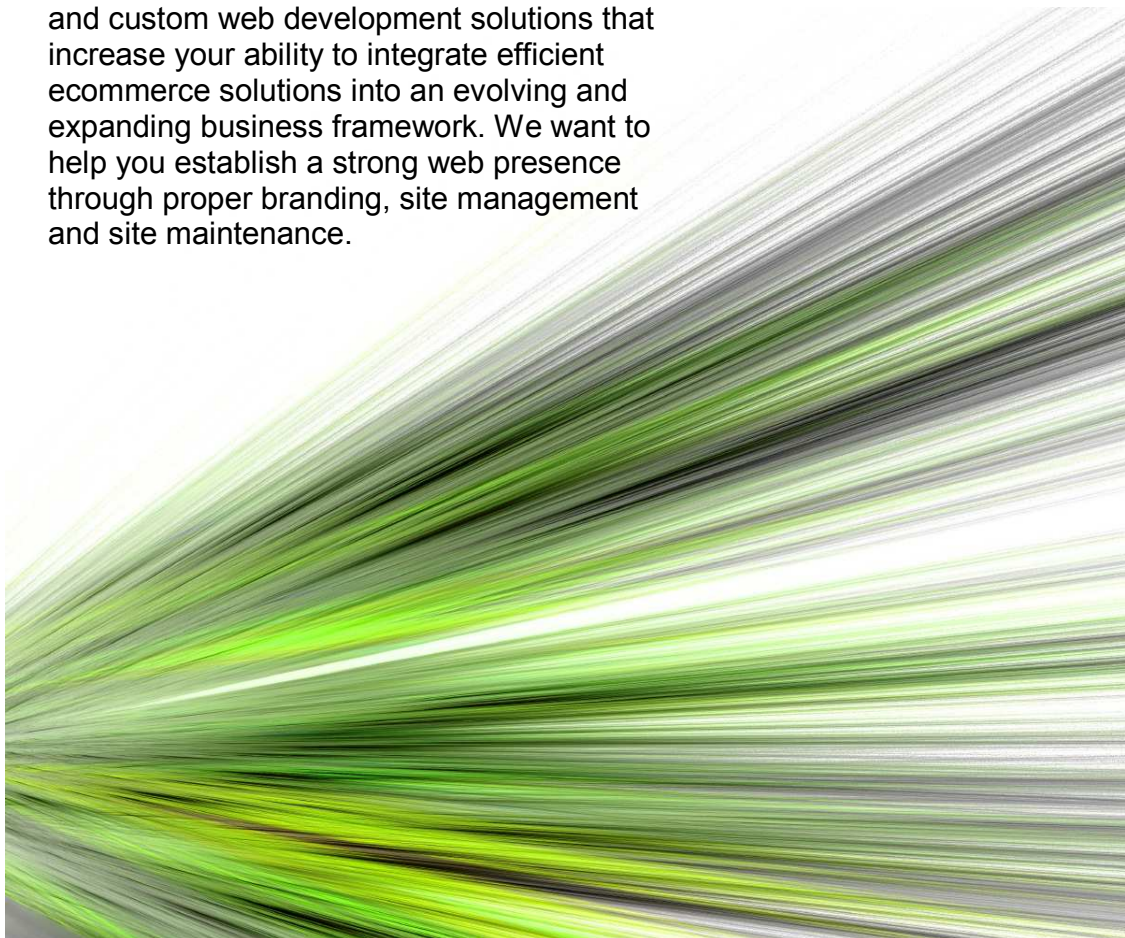 and custom web development solutions that
increase your ability to integrate efficient
ecommerce solutions into an evolving and
expanding business framework. We want to
help you establish a strong web presence
through proper branding, site management
and site maintenance.